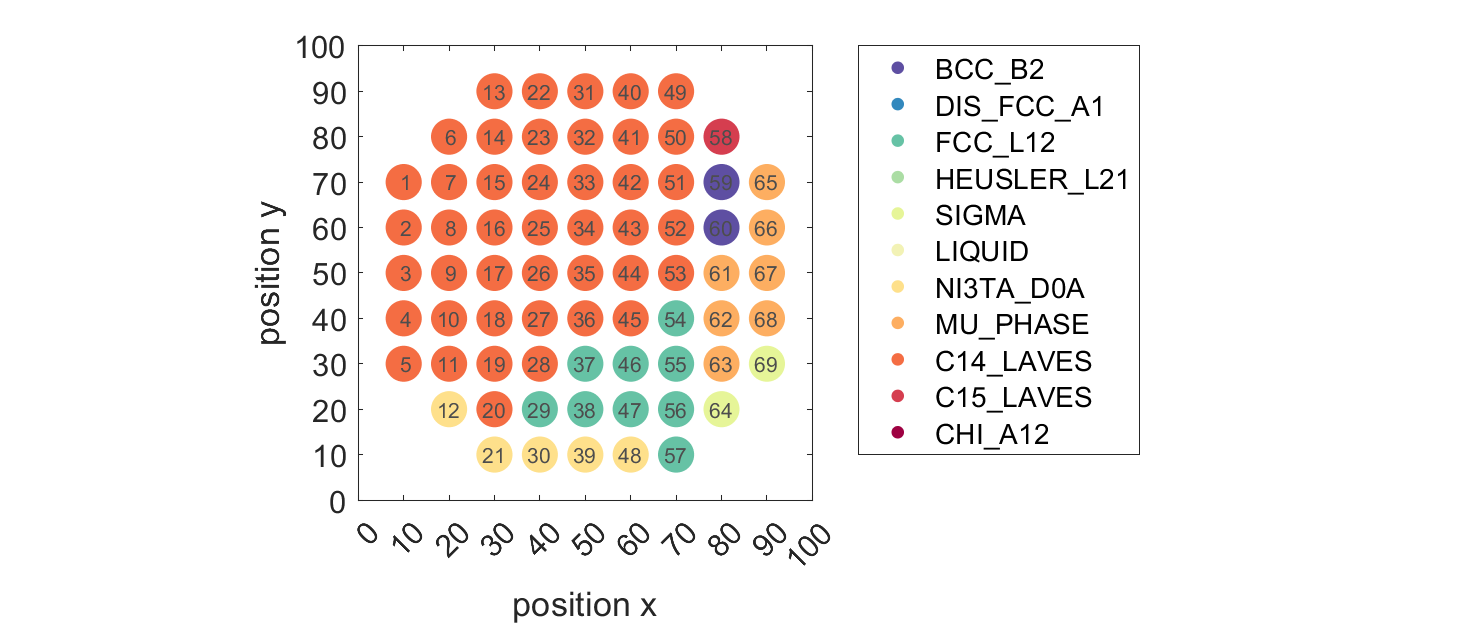 100
90 13 22 31 40 49
80 6 14 23 32 41 50 58
70 1 7 15 24 33 42 51 59 65
60 2 8 16 25 34 43 52 60 66
50 3 9 17 26 35 44 53 61 67
40 4 10 18 27 36 45 54 62 68
30 5 11 19 28 37 46 55 63 69
20 12 20 29 38 47 56 64
10 21 30 39 48 57
0
0 10 20 30 40 50 60 70 80 90 100
position x
position y
BCC_B2
DIS_FCC_A1
FCC_L12
HEUSLER_L21
SIGMA
LIQUID
NI3TA_D0A
MU_PHASE
C14_LAVES
C15_LAVES
CHI_A12